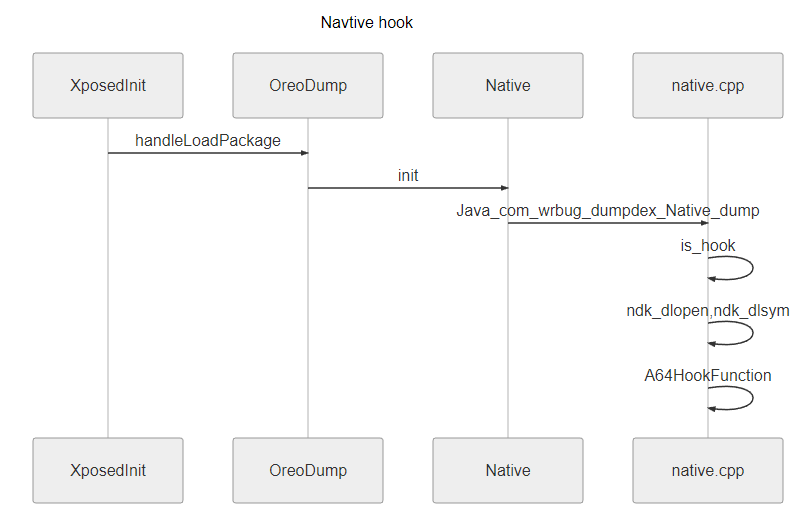 Navtive hook
XposedInit OreoDump Native native.cpp
handleLoadPackage
init
Java_com_wrbug_dumpdex_Native_dump
is_hook
ndk_dlopen,ndk_dlsym
A64HookFunction
XposedInit OreoDump Native native.cpp